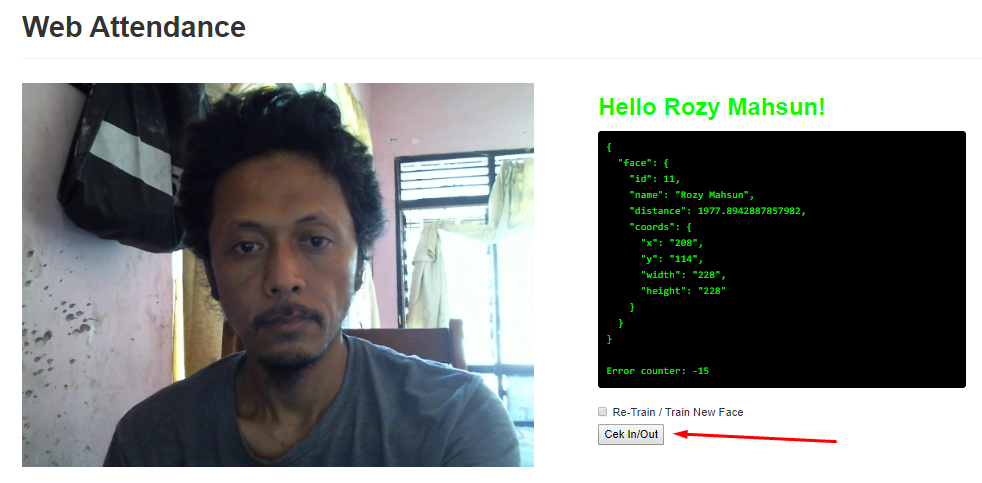 Web Attendance
Hello Rozy Mahsun!
{
"face": {
"id": 11,
"name": "Rozy Mahsun",
"distance": 1977.8942887857982,
"coords": {
"x": "208",
"y": "114",
"width": "228",
"height": "228"
}
}
}
Error counter: -15
Re-Train / Train New Face
Cek In/Out